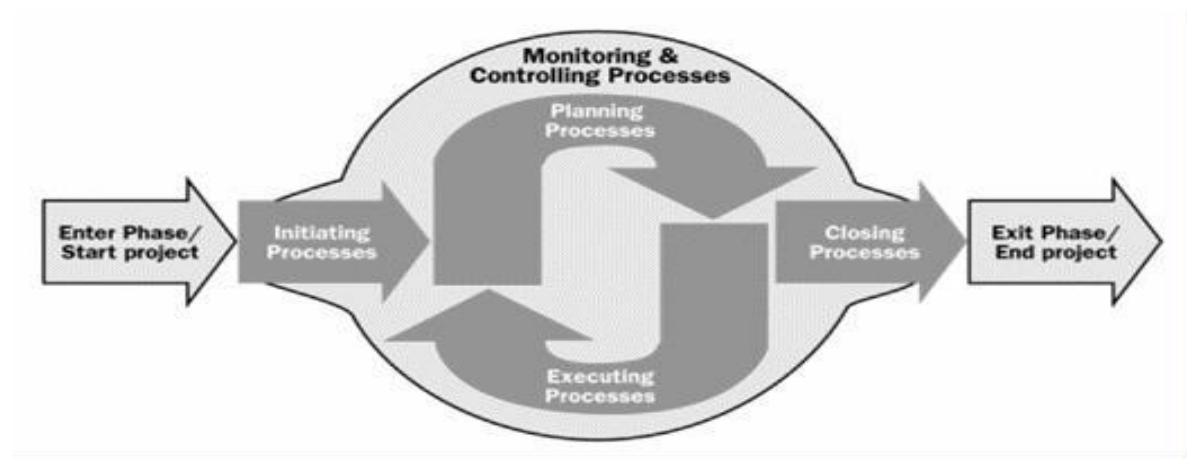 Monitoring &
Controlling Processes
Planning
Processes
Enter Phase/
Start project
Initiating
Processes
Closing
Processes
Exit Phase/
End project
Executing
Processes